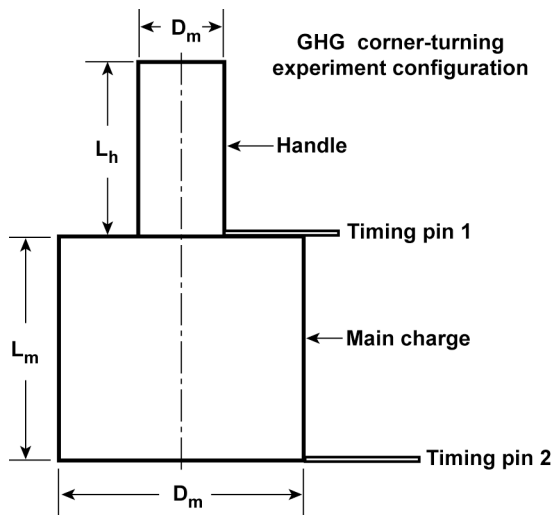 D_m
GHG corner-turning
experiment configuration
L_h
Handle
Timing pin 1
L_m
Main charge
Timing pin 2
D_m